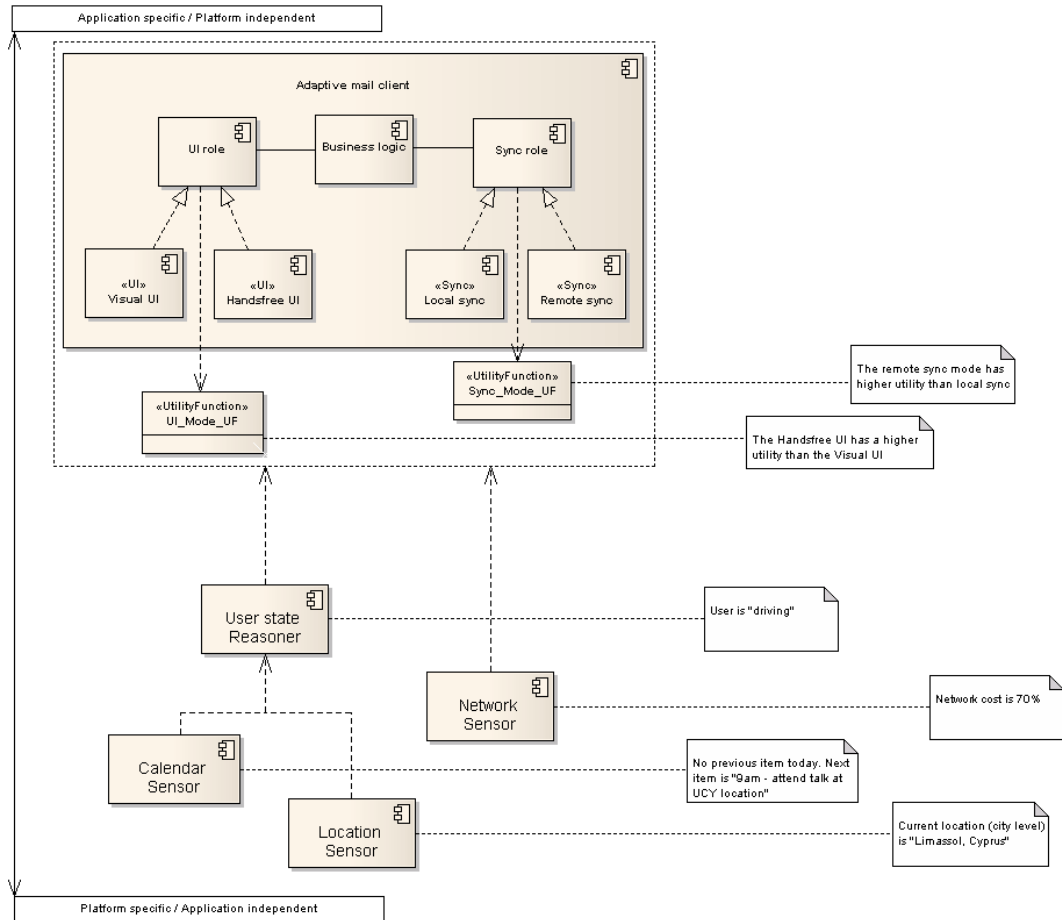 Application specific / Platform independent
Adaptive mail client
UI role
Business logic
Sync role
«UI»
Visual UI
«UI»
Handsfree UI
«Sync»
Local sync
«Sync»
Remote sync
«UtilityFunction»
Sync_Mode_UF
The remote sync mode has
higher utility than local sync
«UtilityFunction»
UI_Mode_UF
The Handsfree UI has a higher
utility than the Visual UI
User state
Reasoner
User is "driving"
Network
Sensor
Network cost is 70%
Calendar
Sensor
No previous item today. Next
item is "9am - attend talk at
UCY location"
Location
Sensor
Current location (city level)
is "Limassol, Cyprus"
Platform specific / Application independent